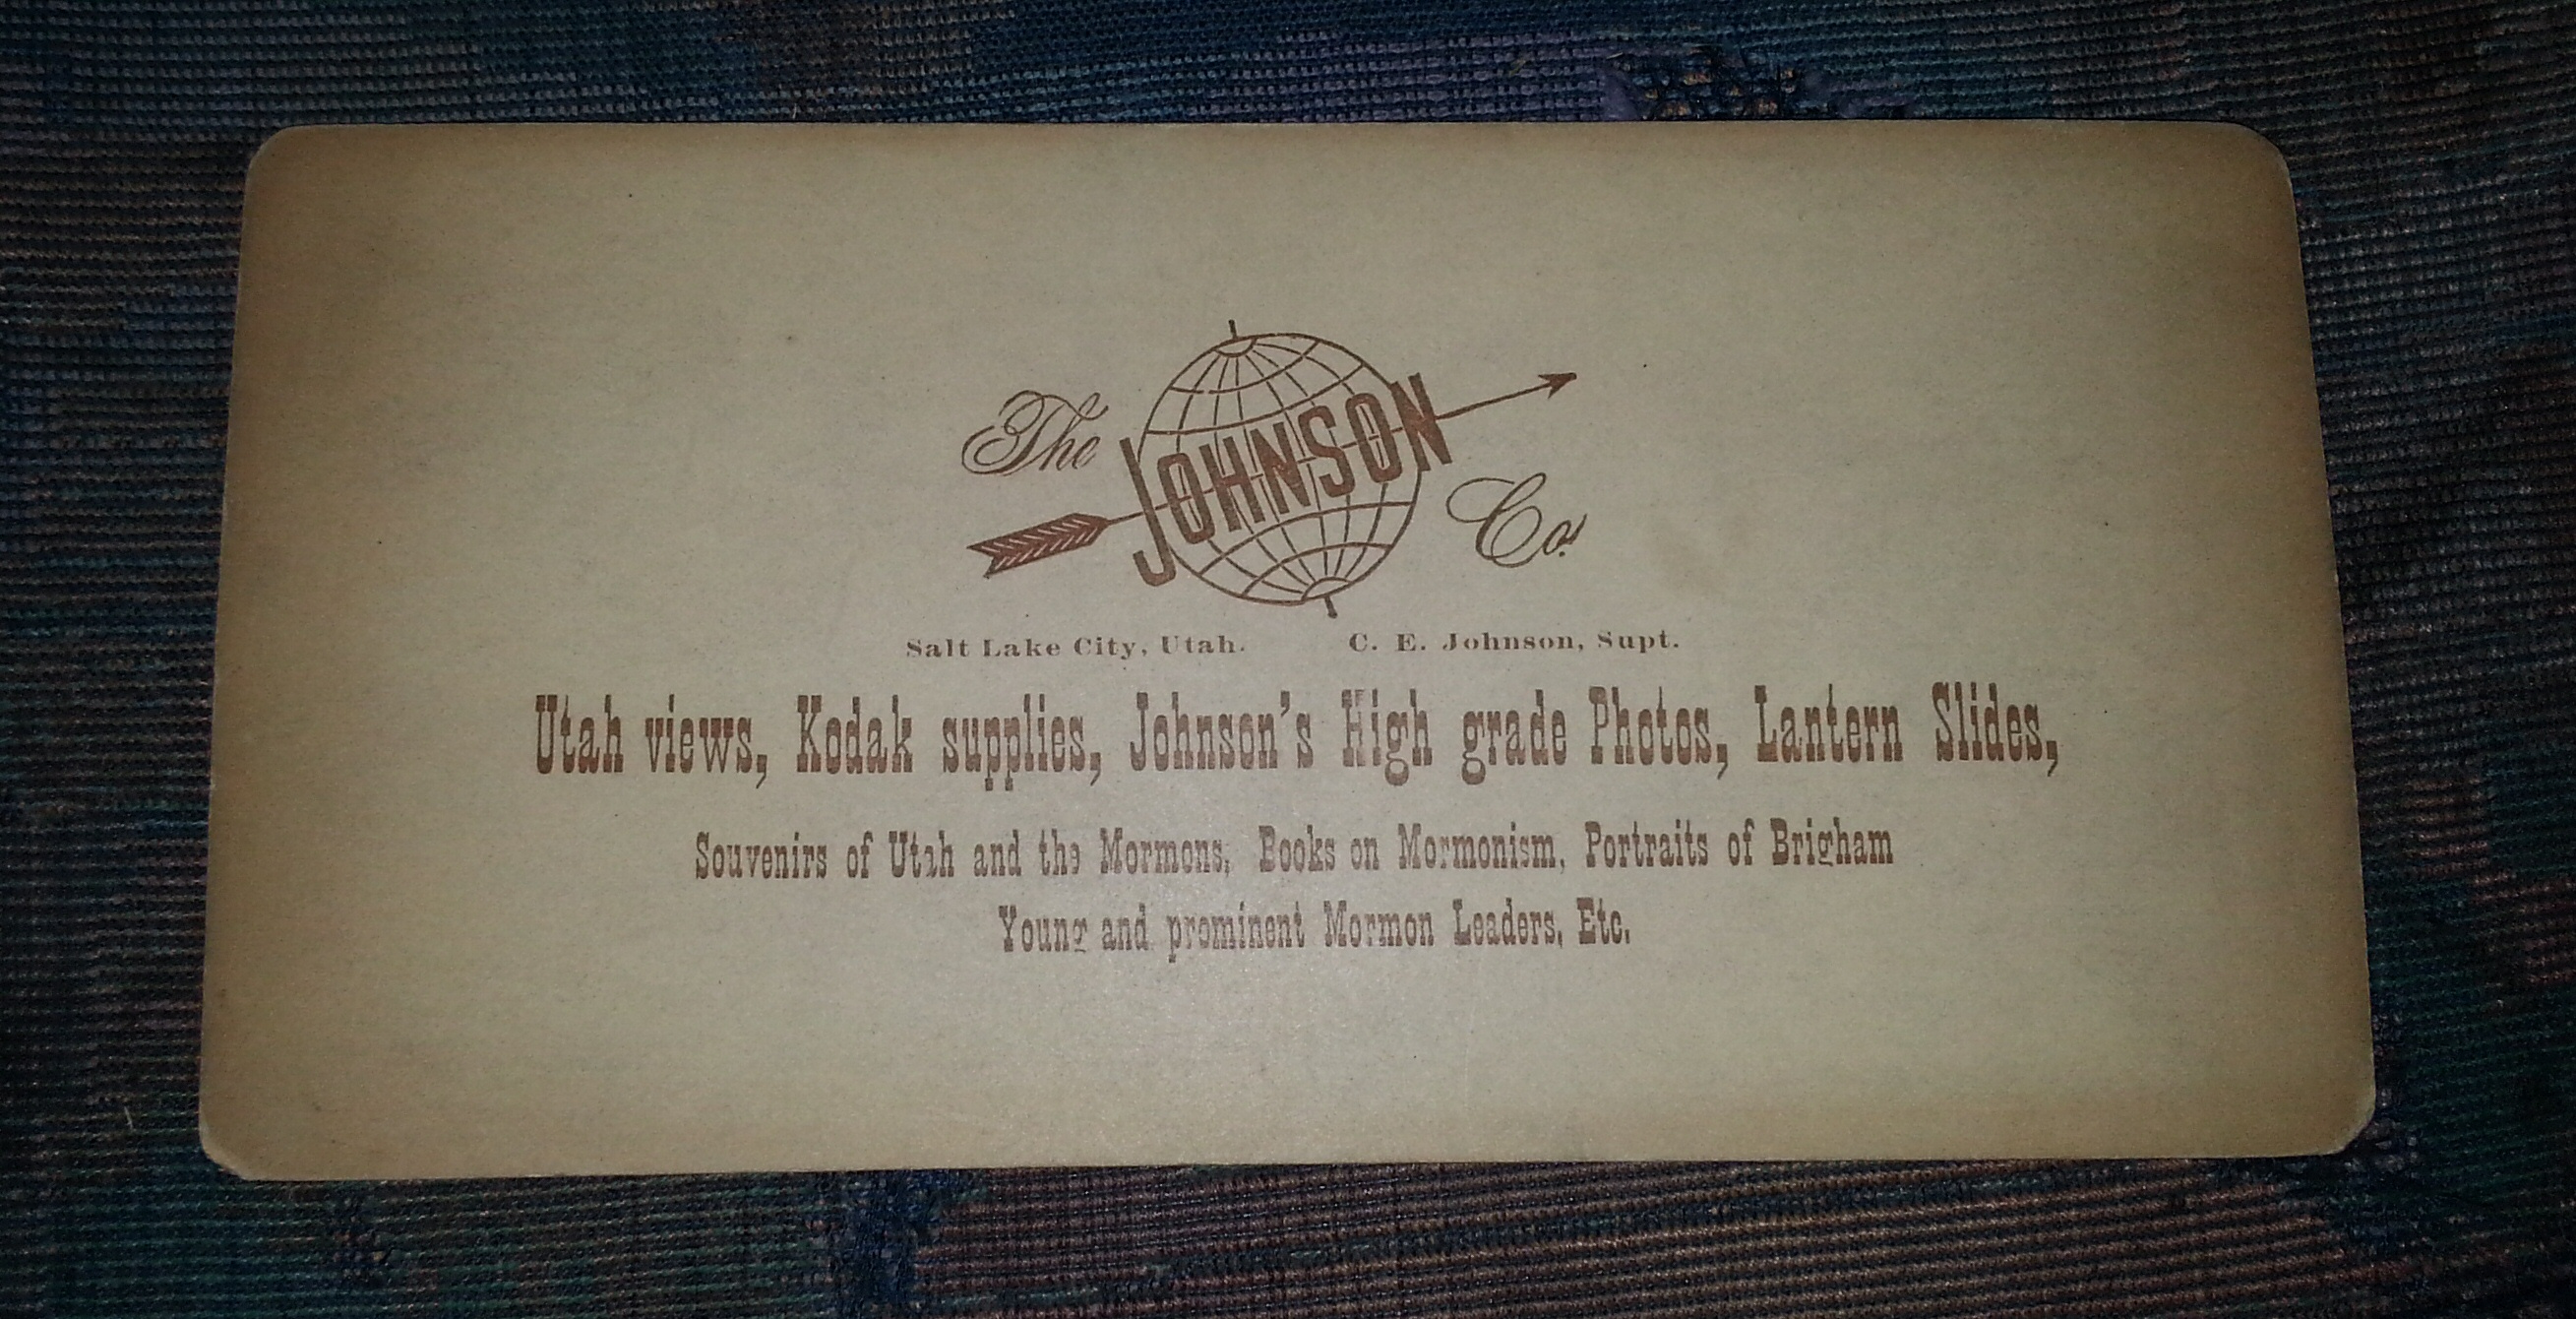 The JOHNSON Co.
Salt Lake City, Utah. C. E. Johnson, Supt.
Utah views, Kodak supplies, Johnson's High grade Photos, Lantern Slides,
Souvenirs of Utah and the Mormons, Books on Mormonism, Portraits of Brigham
Young and prominent Mormon Leaders, Etc.